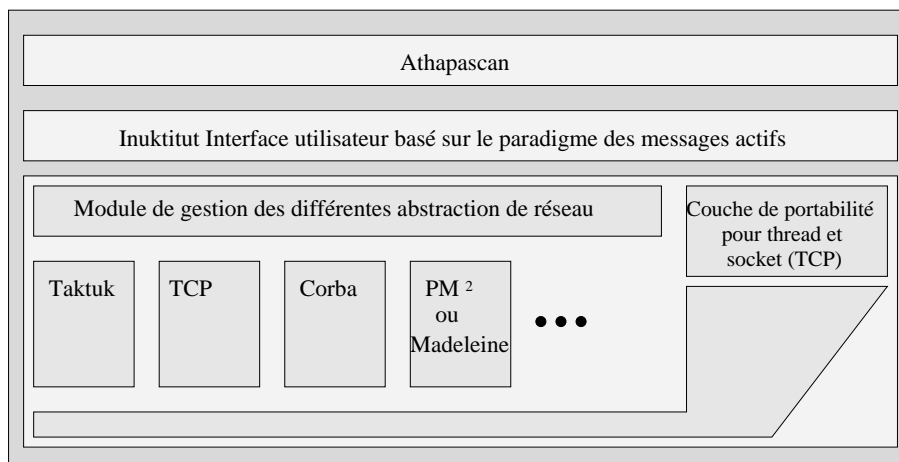 Athapascan
Inuktitut Interface utilisateur basé sur le paradigme des messages actifs
Module de gestion des différentes abstraction de réseau
Couche de portabilité
pour thread et
socket (TCP)
Taktuk
TCP
Corba
PM 2
ou
Madeleine